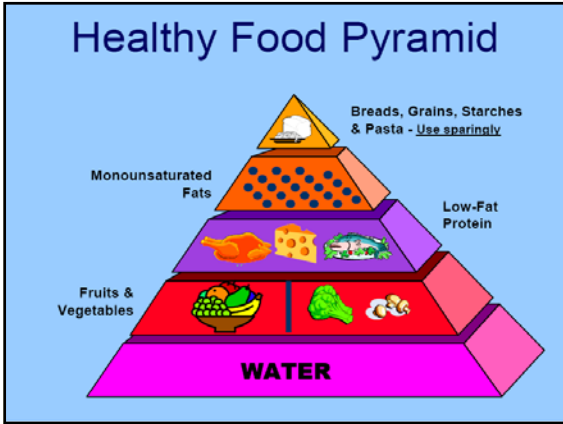 Healthy Food Pyramid
Breads, Grains, Starches
& Pasta - Use sparingly
Monounsaturated
Fats
Low-Fat
Protein
Fruits &
Vegetables
WATER